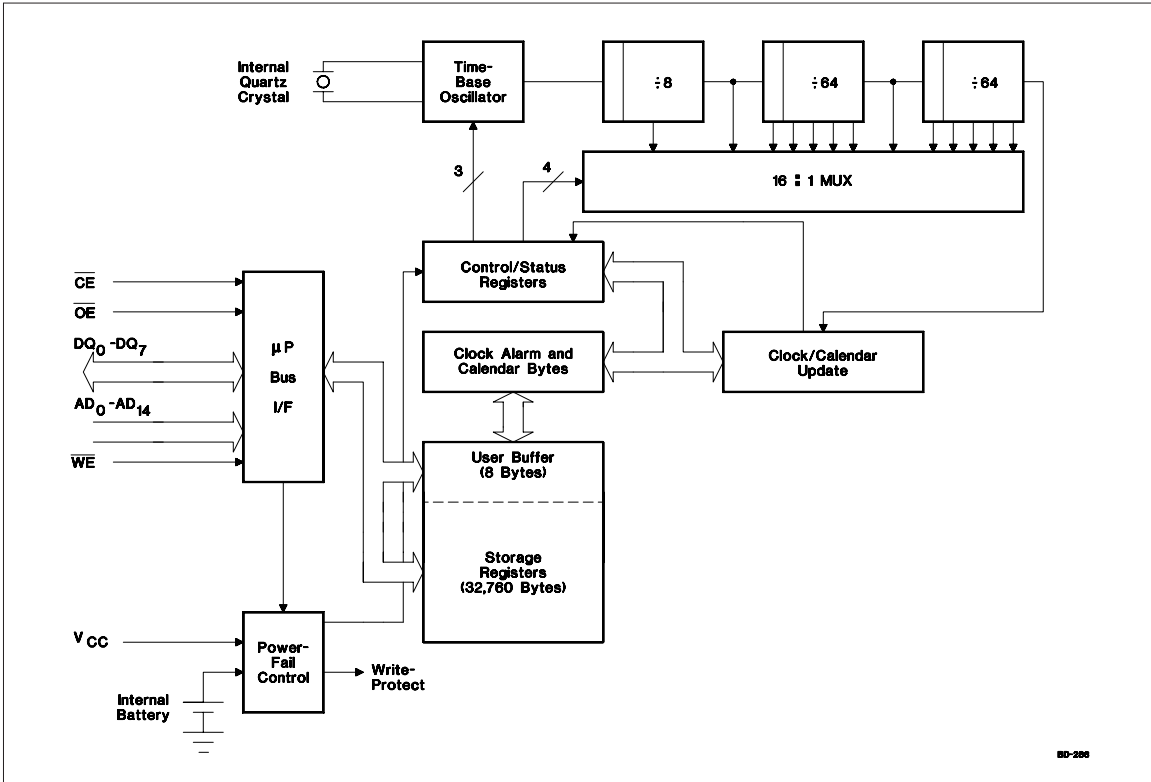 Internal
Quartz
Crystal
Time-
Base
Oscillator
÷8
÷64
÷64
3
4
16 : 1 MUX
Control/Status
Registers
CE
OE
DQ0 -DQ7
AD0 -AD14
WE
µP
Bus
I/F
Clock Alarm and
Calendar Bytes
Clock/Calendar
Update
User Buffer
(8 Bytes)
Storage
Registers
(32,760 Bytes)
VCC
Power-
Fail
Control
Write-
Protect
Internal
Battery
BD-286